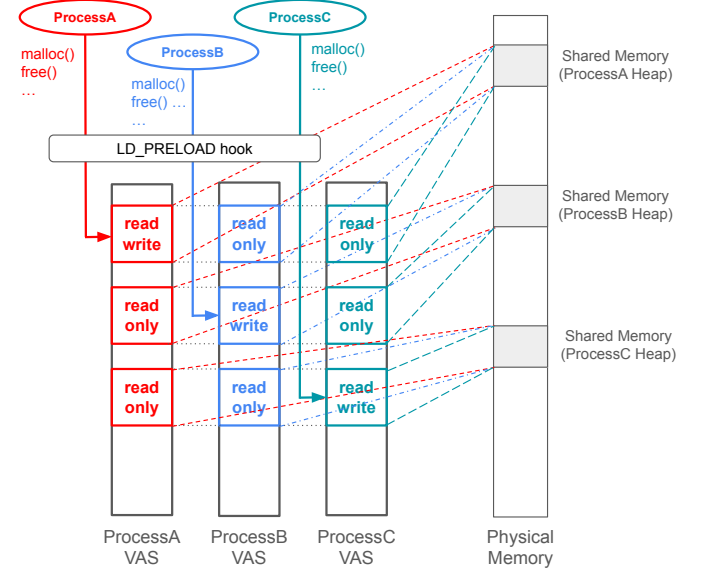 ProcessA
ProcessB
ProcessC
malloc()
free()
…
malloc()
free() …
…
malloc()
free()
…
LD_PRELOAD hook
read
write
read
only
read
only
read
only
read
write
read
only
read
only
read
only
read
write
Shared Memory
(ProcessA Heap)
Shared Memory
(ProcessB Heap)
Shared Memory
(ProcessC Heap)
ProcessA
VAS
ProcessB
VAS
ProcessC
VAS
Physical
Memory